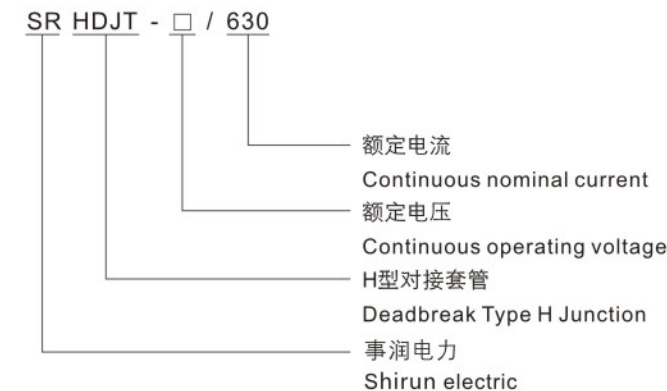 SR HDJT - □ / 630
额定电流
Continuous nominal current
额定电压
Continuous operating voltage
H型对接套管
Deadbreak Type H Junction
事润电力
Shirun electric